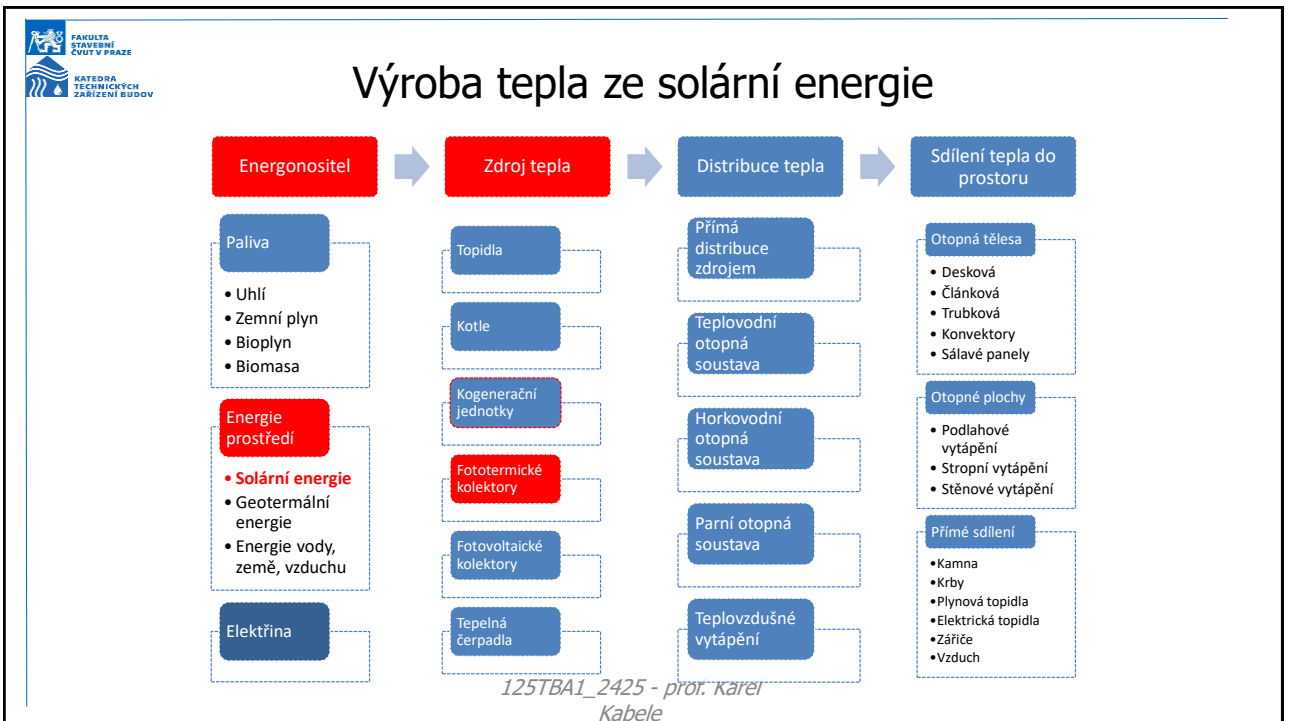 FAKULTA
STAVEBNÍ
ČVUT V PRAZE
KATEDRA
TECHNICKÝCH
ZAŘÍZENÍ BUDOV
Výroba tepla ze solární energie
Energonositel
Paliva
• Uhlí
• Zemní plyn
• Bioplyn
• Biomasa
Energie
prostředí
• Solární energie
• Geotermální
energie
• Energie vody,
země, vzduchu
Elektřina
Zdroj tepla
Topidla
Kotle
Kogenerační
jednotky
Fototermické
kolektory
Fotovoltaické
kolektory
Tepelná
čerpadla
Distribuce tepla
Přímá
distribuce
zdrojem
Teplovodní
otopná
soustava
Horkovodní
otopná
soustava
Parní otopná
soustava
Teplovzdušné
vytápění
Sdílení tepla do
prostoru
Otopná tělesa
• Desková
• Článková
• Trubková
• Konvektory
• Sálavé panely
Otopné plochy
• Podlahové
vytápění
• Stropní vytápění
• Stěnové vytápění
Přímé sdílení
•Kamna
•Krby
•Plynová topidla
•Elektrická topidla
•Zářiče
•Vzduch
125TBA1_2425 - prof. Karel
Kabele